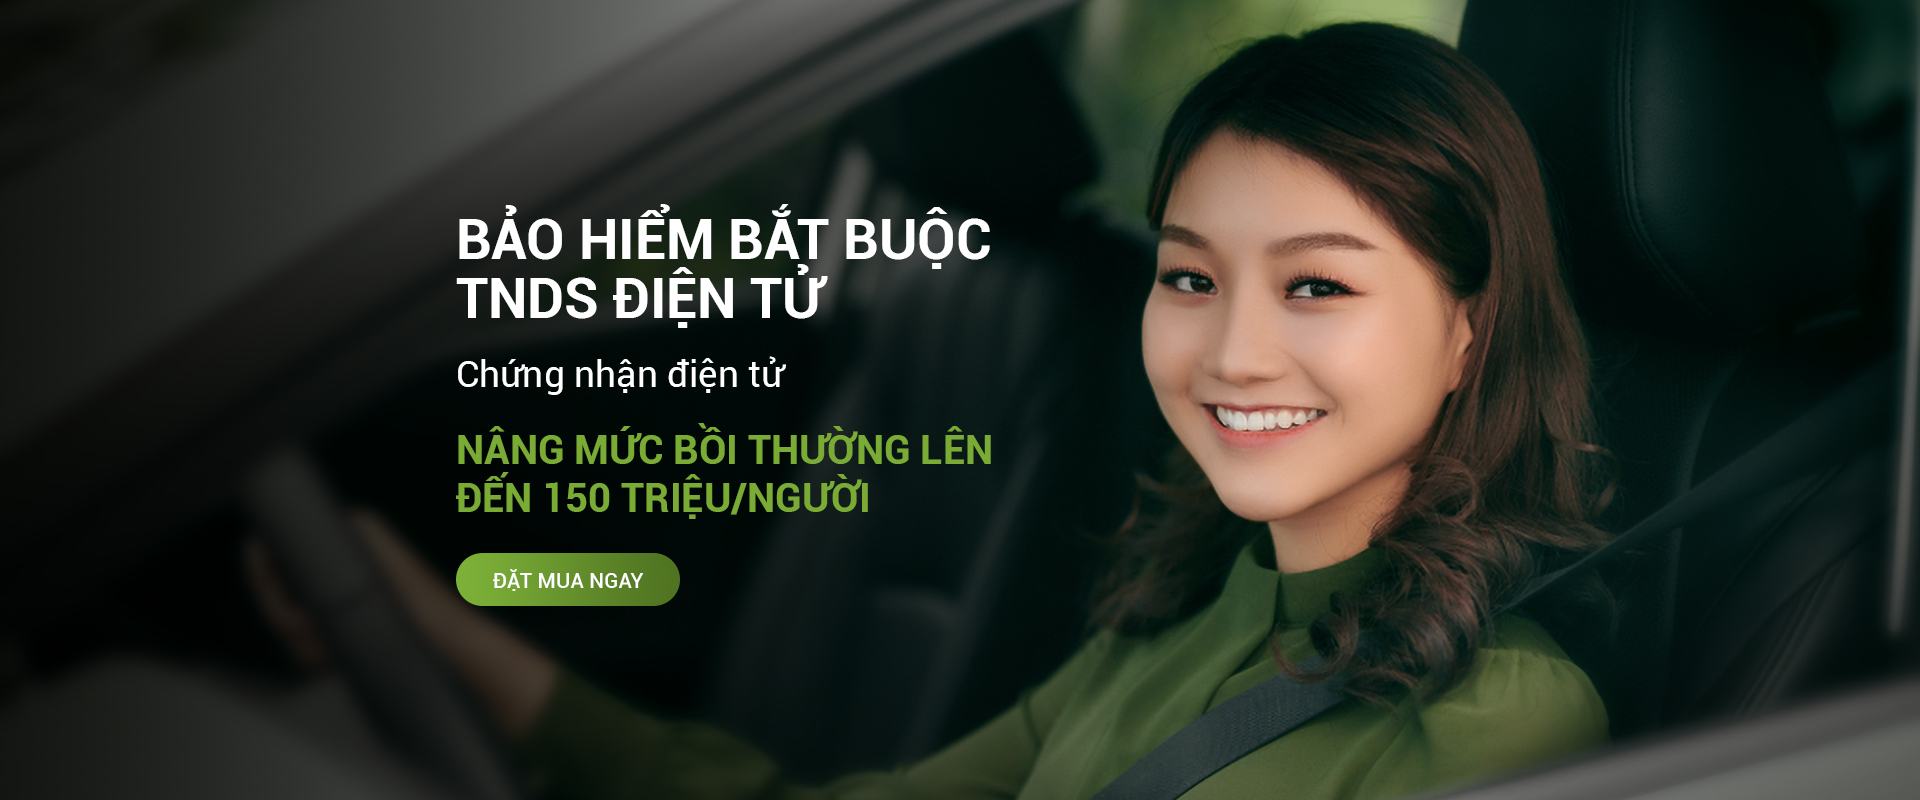 BẢO HIỂM BẮT BUỘC
TNDS ĐIỆN TỬ
Chứng nhận điện tử
NÂNG MỨC BỒI THƯỜNG LÊN
ĐẾN 150 TRIỆU/NGƯỜI
ĐẶT MUA NGAY